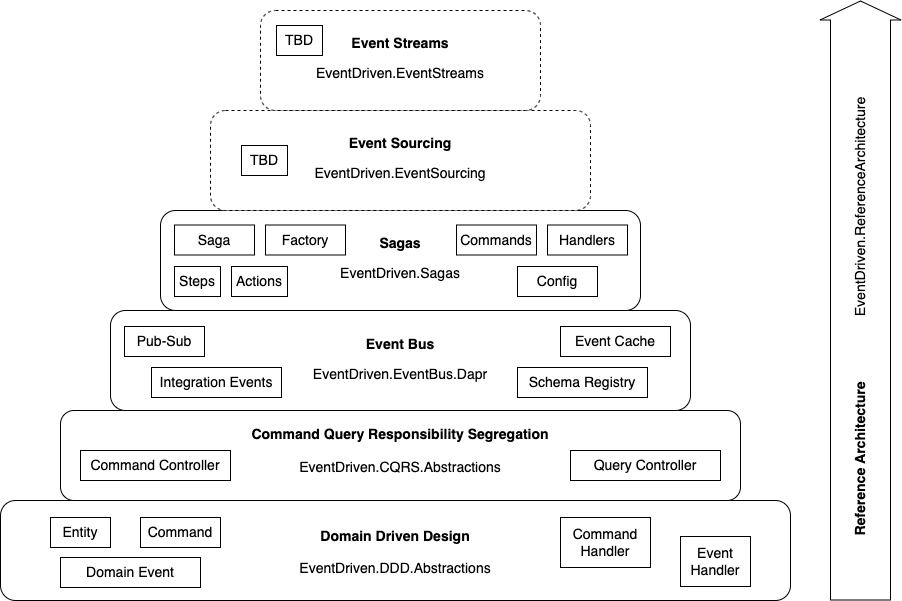 TBD
Event Streams
EventDriven.EventStreams
Event Sourcing
TBD
EventDriven.EventSourcing
Saga
Factory
Sagas
Commands
Handlers
Steps
Actions
EventDriven.Sagas
Config
Pub-Sub
Event Bus
Event Cache
Integration Events
EventDriven.EventBus.Dapr
Schema Registry
Command Query Responsibility Segregation
Command Controller
EventDriven.CQRS.Abstractions
Query Controller
Entity
Command
Domain Driven Design
Command
Handler
Domain Event
EventDriven.DDD.Abstractions
Event
Handler
EventDriven.ReferenceArchitecture
Reference Architecture